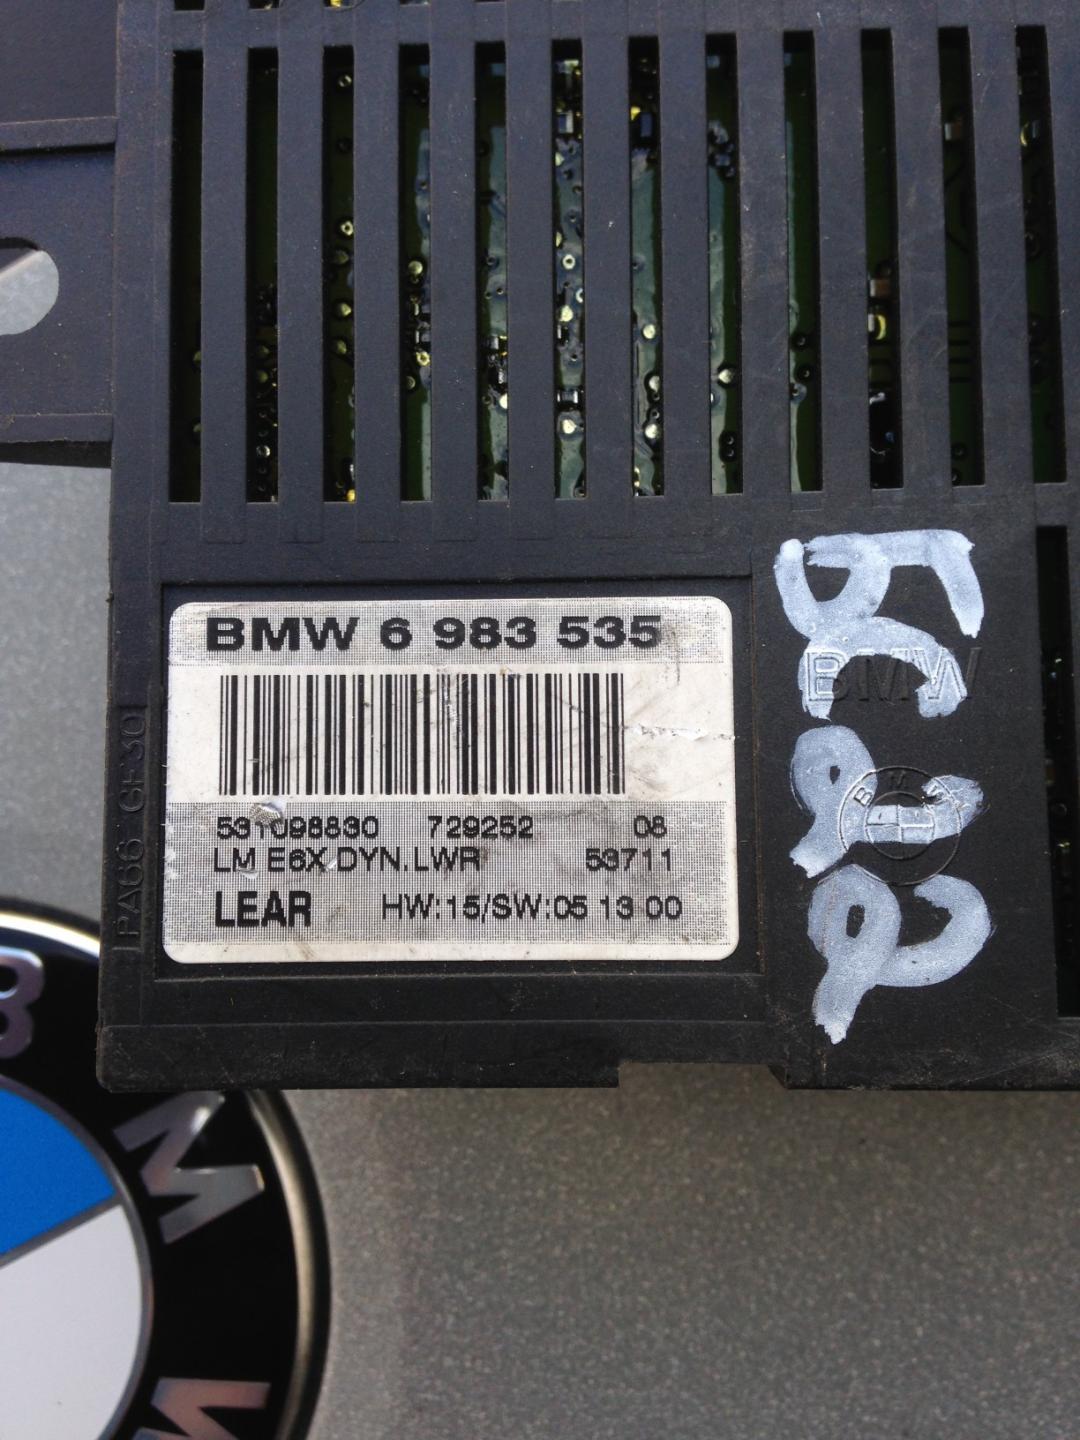 BMW 6 983 535
531098830 729252 08
LM E6X DYN.LWR 53711
LEAR HW:15/SW:05 13 00
PA66 GF30
BMW
BMW
B M W